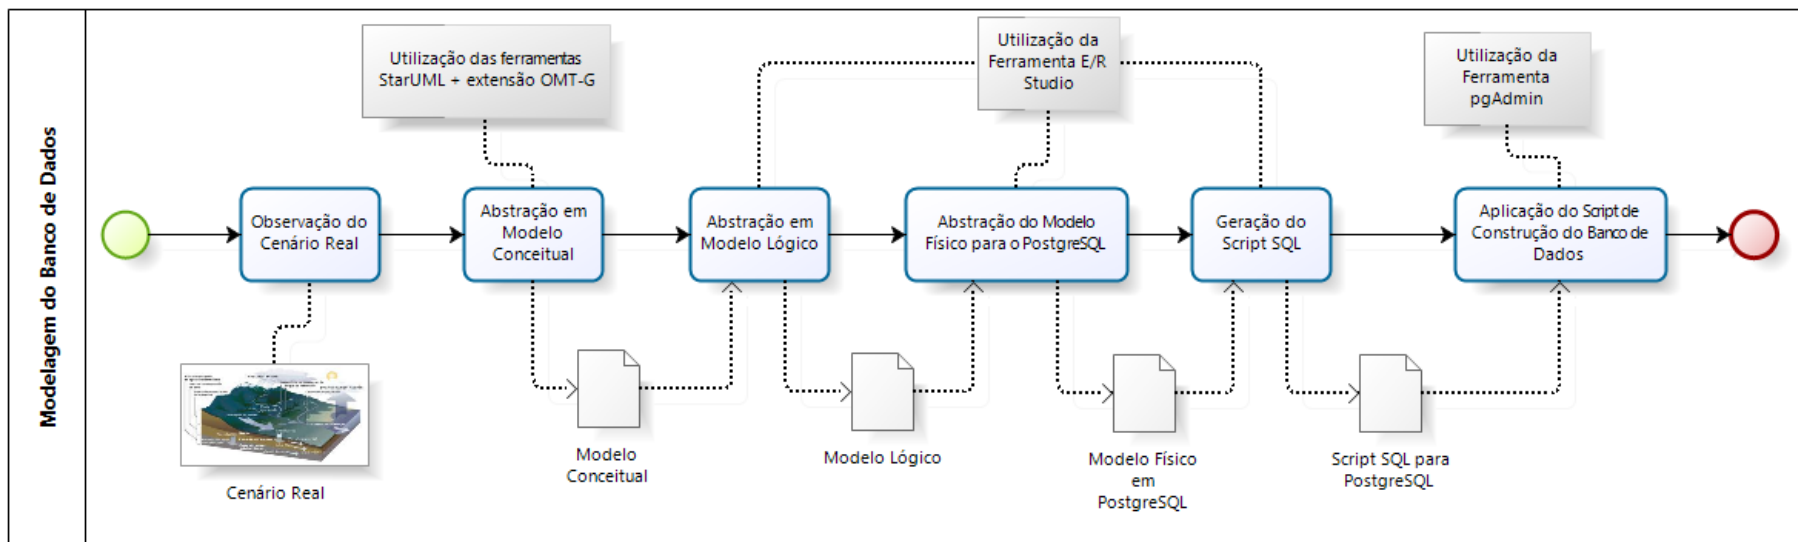 Modelagem do Banco de Dados
Utilização das ferramentas
StarUML + extensão OMT-G
Utilização da
Ferramenta E/R
Studio
Utilização da
Ferramenta
pgAdmin
Observação do
Cenário Real
Abstração em
Modelo
Conceitual
Abstração em
Modelo Lógico
Abstração do Modelo
Físico para o PostgreSQL
Geração do
Script SQL
Aplicação do Script de
Construção do Banco de
Dados
Cenário Real
Modelo
Conceitual
Modelo Lógico
Modelo Físico
em
PostgreSQL
Script SQL para
PostgreSQL